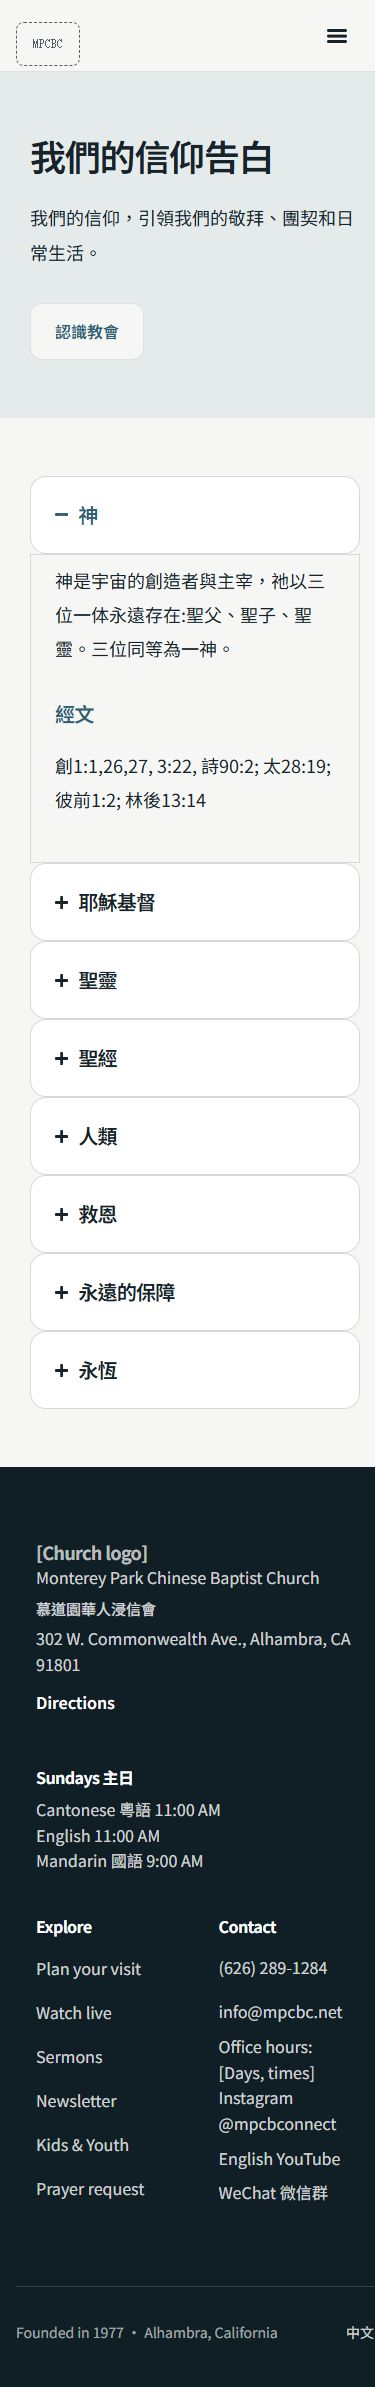 MPCBC
我們的信仰告白
我們的信仰，引領我們的敬拜、團契和日
常生活。
認識教會
神
神是宇宙的創造者與主宰，祂以三
位一体永遠存在:聖父、聖子、聖
靈。三位同等為一神。
經文
創1:1,26,27, 3:22, 詩90:2; 太28:19;
彼前1:2; 林後13:14
耶穌基督
聖靈
聖經
人類
救恩
永遠的保障
永恆
[Church logo]
Monterey Park Chinese Baptist Church
慕道園華人浸信會
302 W. Commonwealth Ave., Alhambra, CA
91801
Directions
Sundays 主日
Cantonese 粵語 11:00 AM
English 11:00 AM
Mandarin 國語 9:00 AM
Explore
Plan your visit
Watch live
Sermons
Newsletter
Kids & Youth
Prayer request
Contact
(626) 289-1284
info@mpcbc.net
Office hours:
[Days, times]
Instagram
@mpcbconnect
English YouTube
WeChat 微信群
Founded in 1977 · Alhambra, California
中文